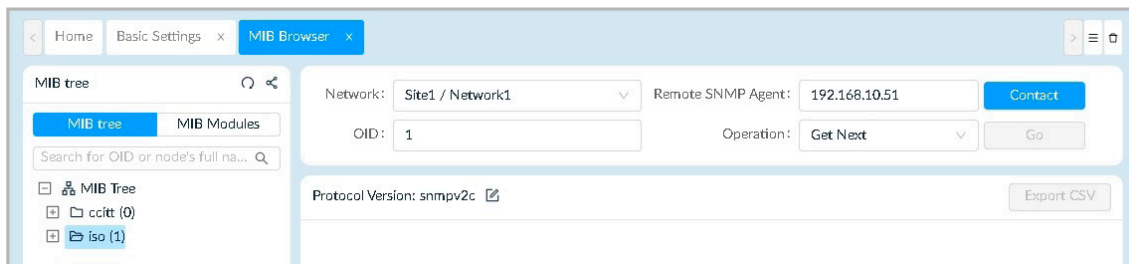 Home Basic Settings x MIB Browser x
MIB tree
MIB tree MIB Modules
Search for OID or node's full na...
MIB Tree
ccitt (0)
iso (1)
Network: Site1 / Network1 Remote SNMP Agent: 192.168.10.51 Contact
OID: 1 Operation: Get Next Go
Protocol Version: snmpv2c Export CSV